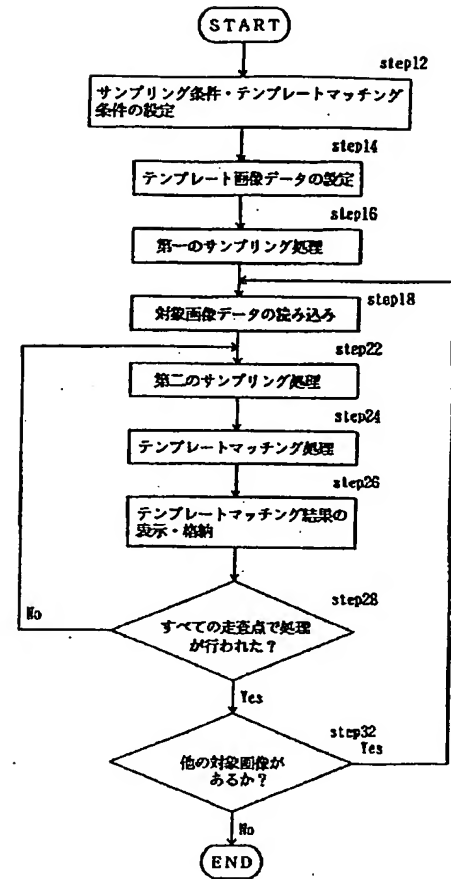 START
step12
サンプリング条件・テンプレートマッチング
条件の設定
step14
テンプレート画像データの設定
step16
第一のサンプリング処理
step18
対象画像データの読み込み
step22
第二のサンプリング処理
step24
テンプレートマッチング処理
step26
テンプレートマッチング結果の
表示・格納
step28
すべての走査点で処理
が行われた?
No
Yes
step32
他の対象画像が
あるか?
Yes
No
END